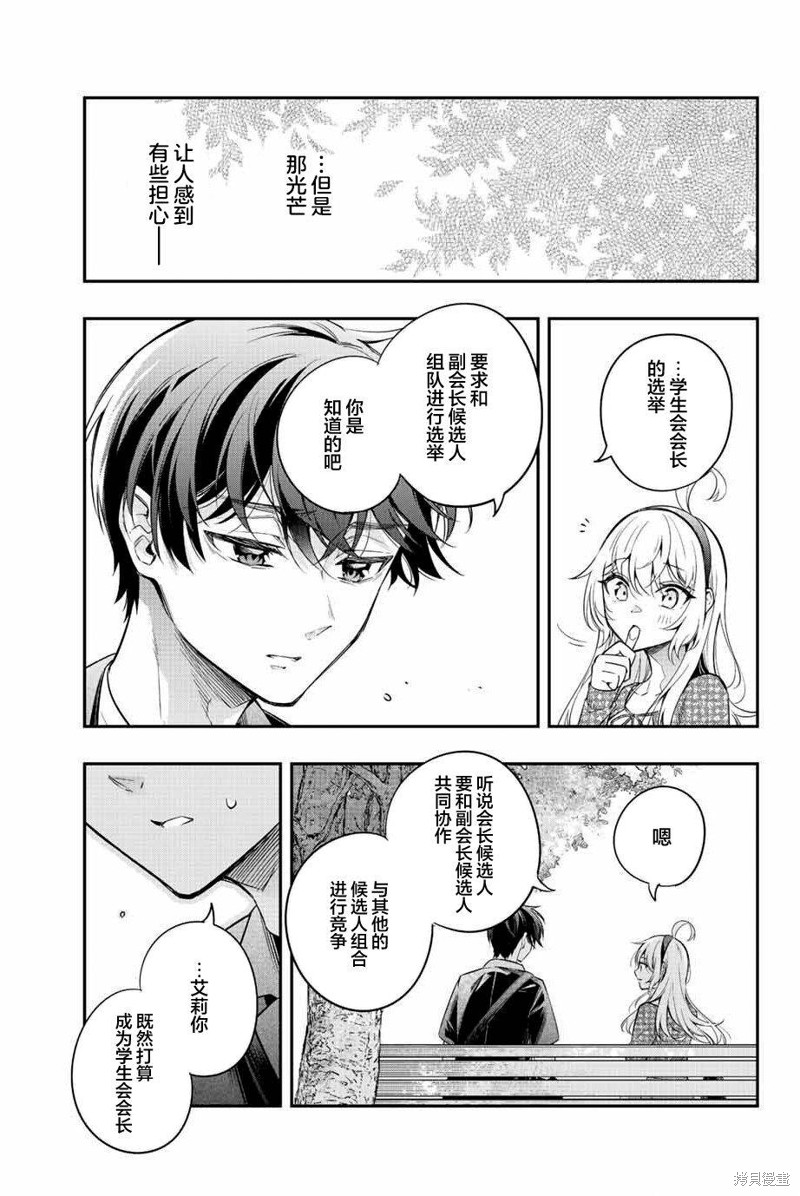 …但是
那光芒
让人感到
有些担心——
…学生会会长
的选举
要求和
副会长候选人
组队进行选举
你是
知道的吧
嗯
听说会长候选人
要和副会长候选人
共同协作
与其他的
候选人组合
进行竞争
…艾莉你
既然打算
成为学生会会长
拷贝漫畫